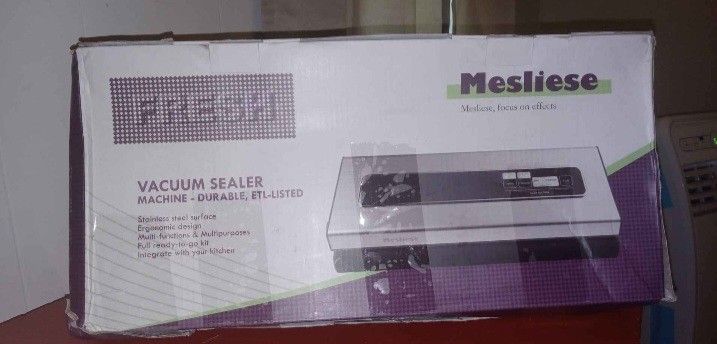 FRESH
Mesliese
Mesliese, focus on effects
VACUUM SEALER
MACHINE - DURABLE, ETL-LISTED
Stainless steel surface
Ergonomic design
Multi-functions & Multipurposes
Full ready-to-go kit
Integrate with your kitchen
Mesliese